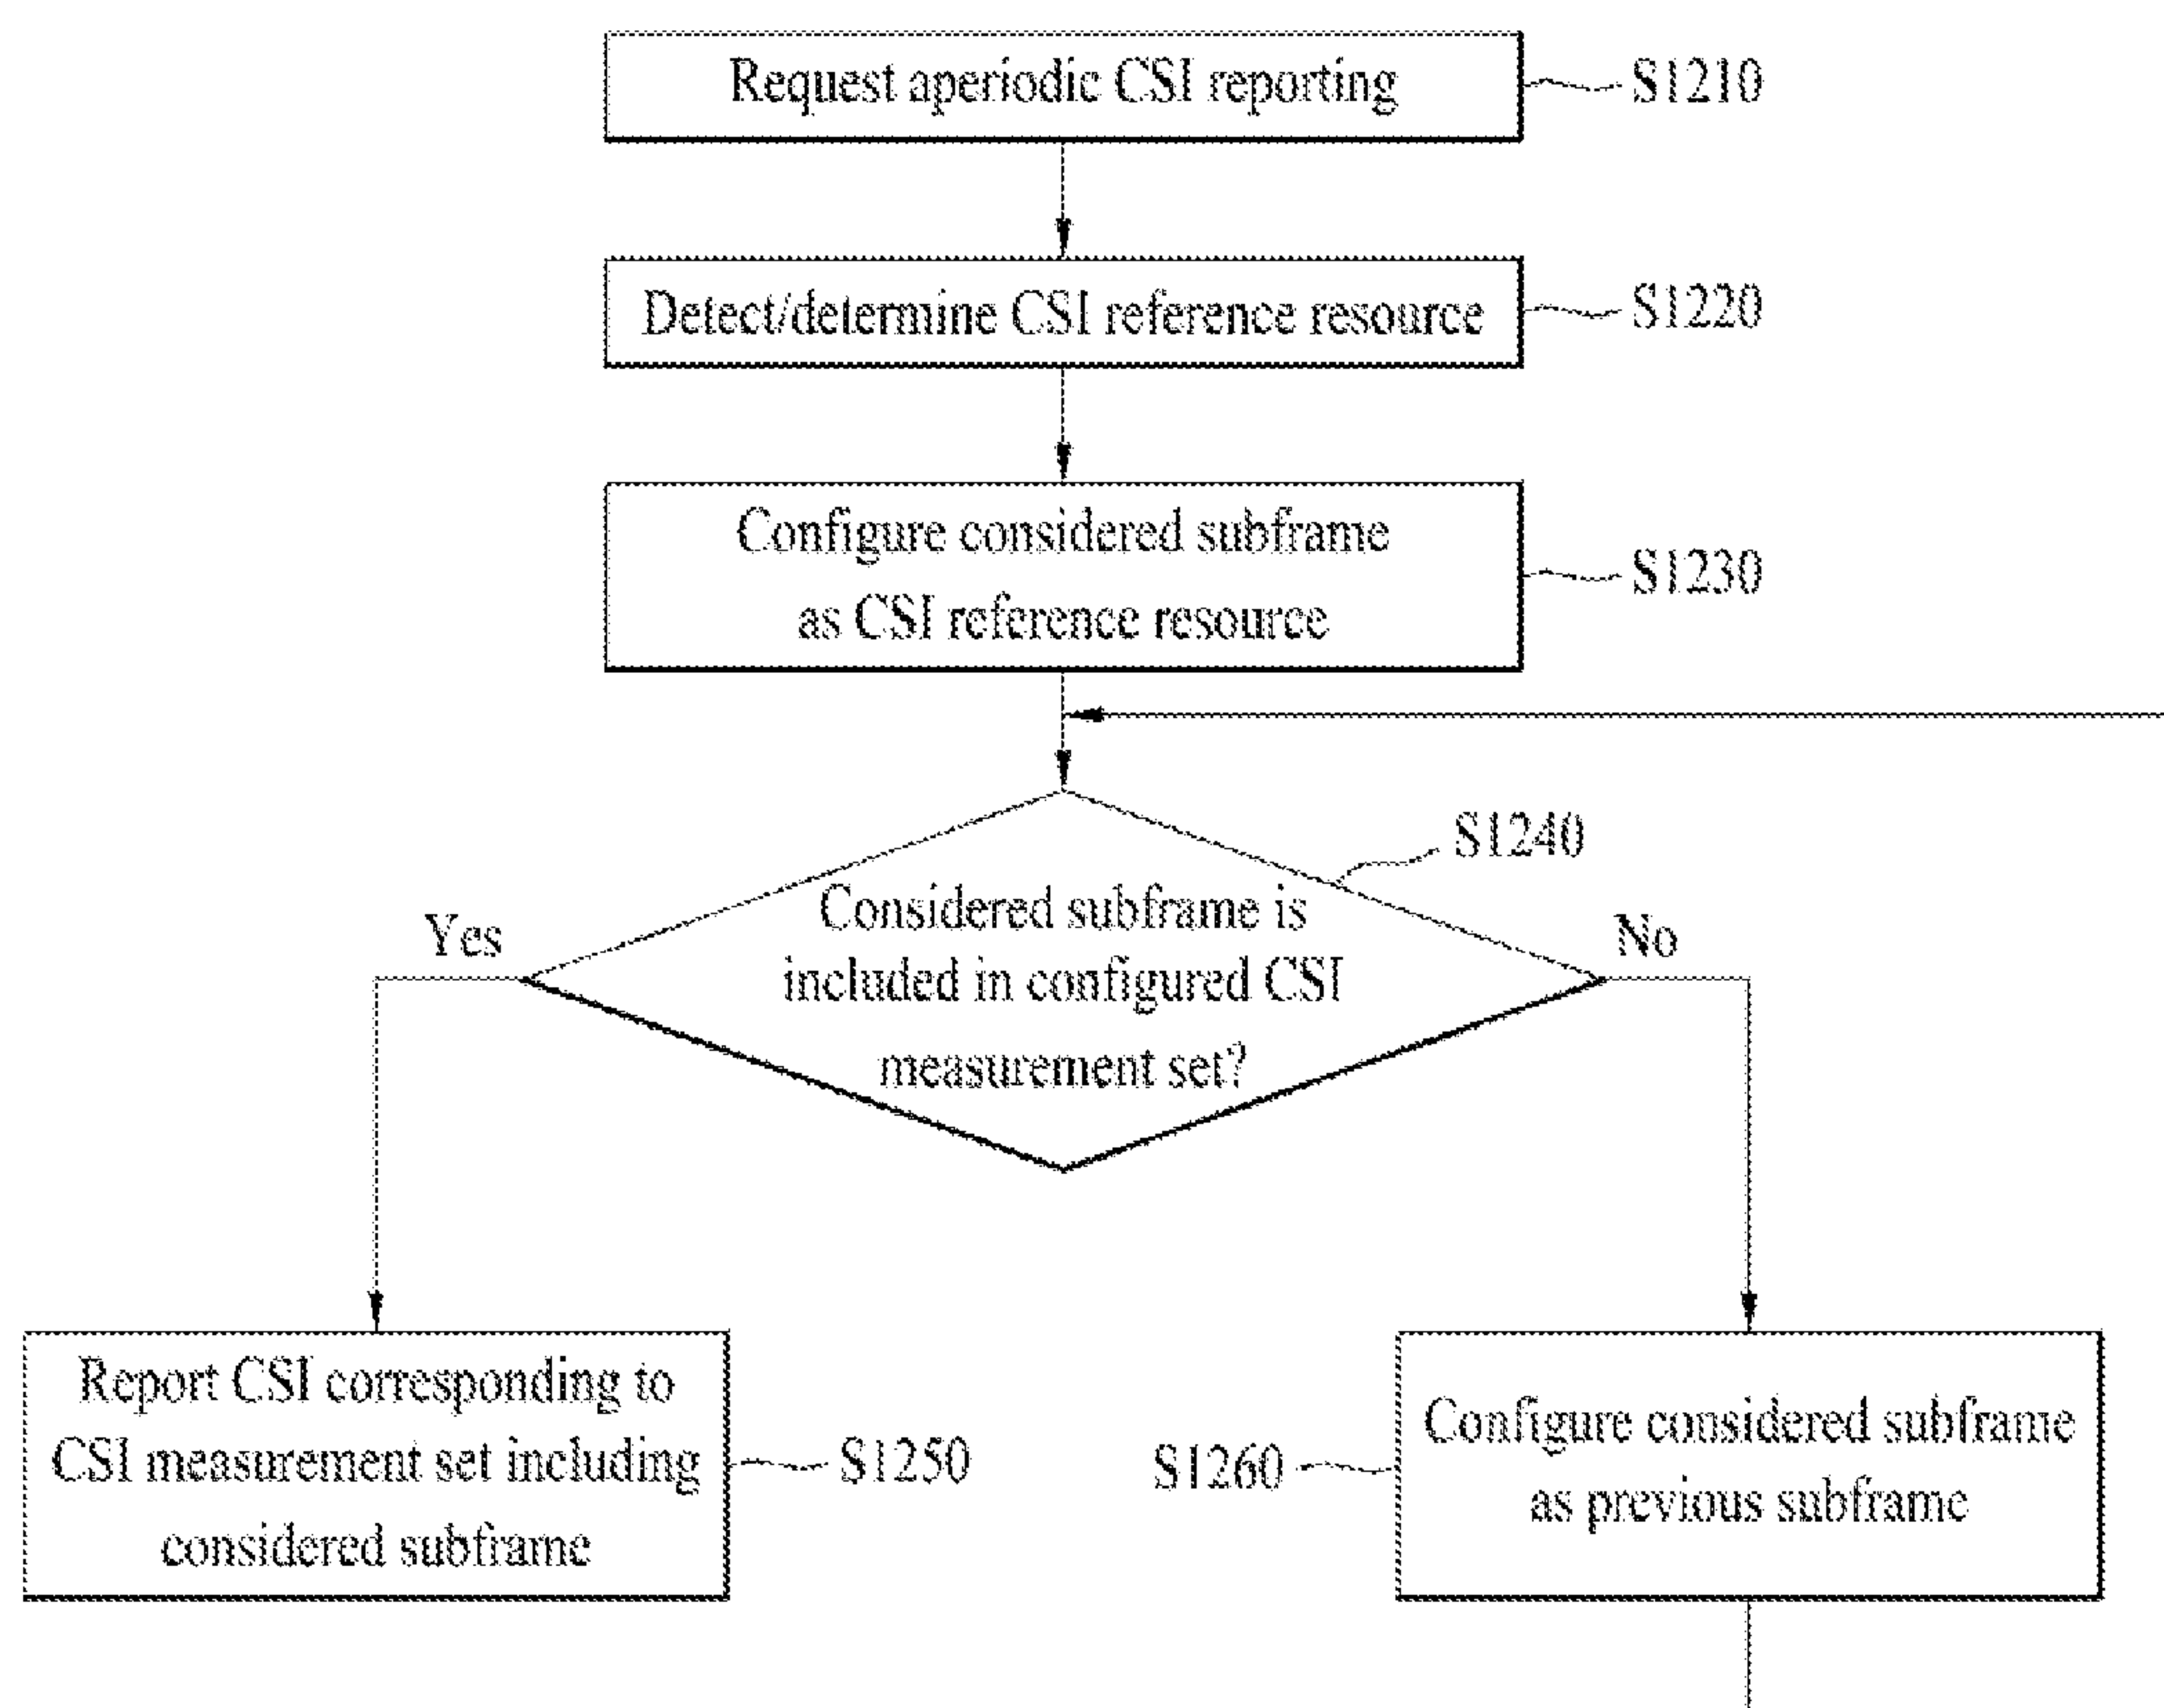 Request aperiodic CSI reporting
S1210
Detect/determine CSI reference resource
S1220
Configure considered subframe
as CSI reference resource
S1230
S1240
Considered subframe is
included in configured CSI
measurement set?
Yes
No
Report CSI corresponding to
CSI measurement set including
considered subframe
S1250
S1260
Configure considered subframe
as previous subframe